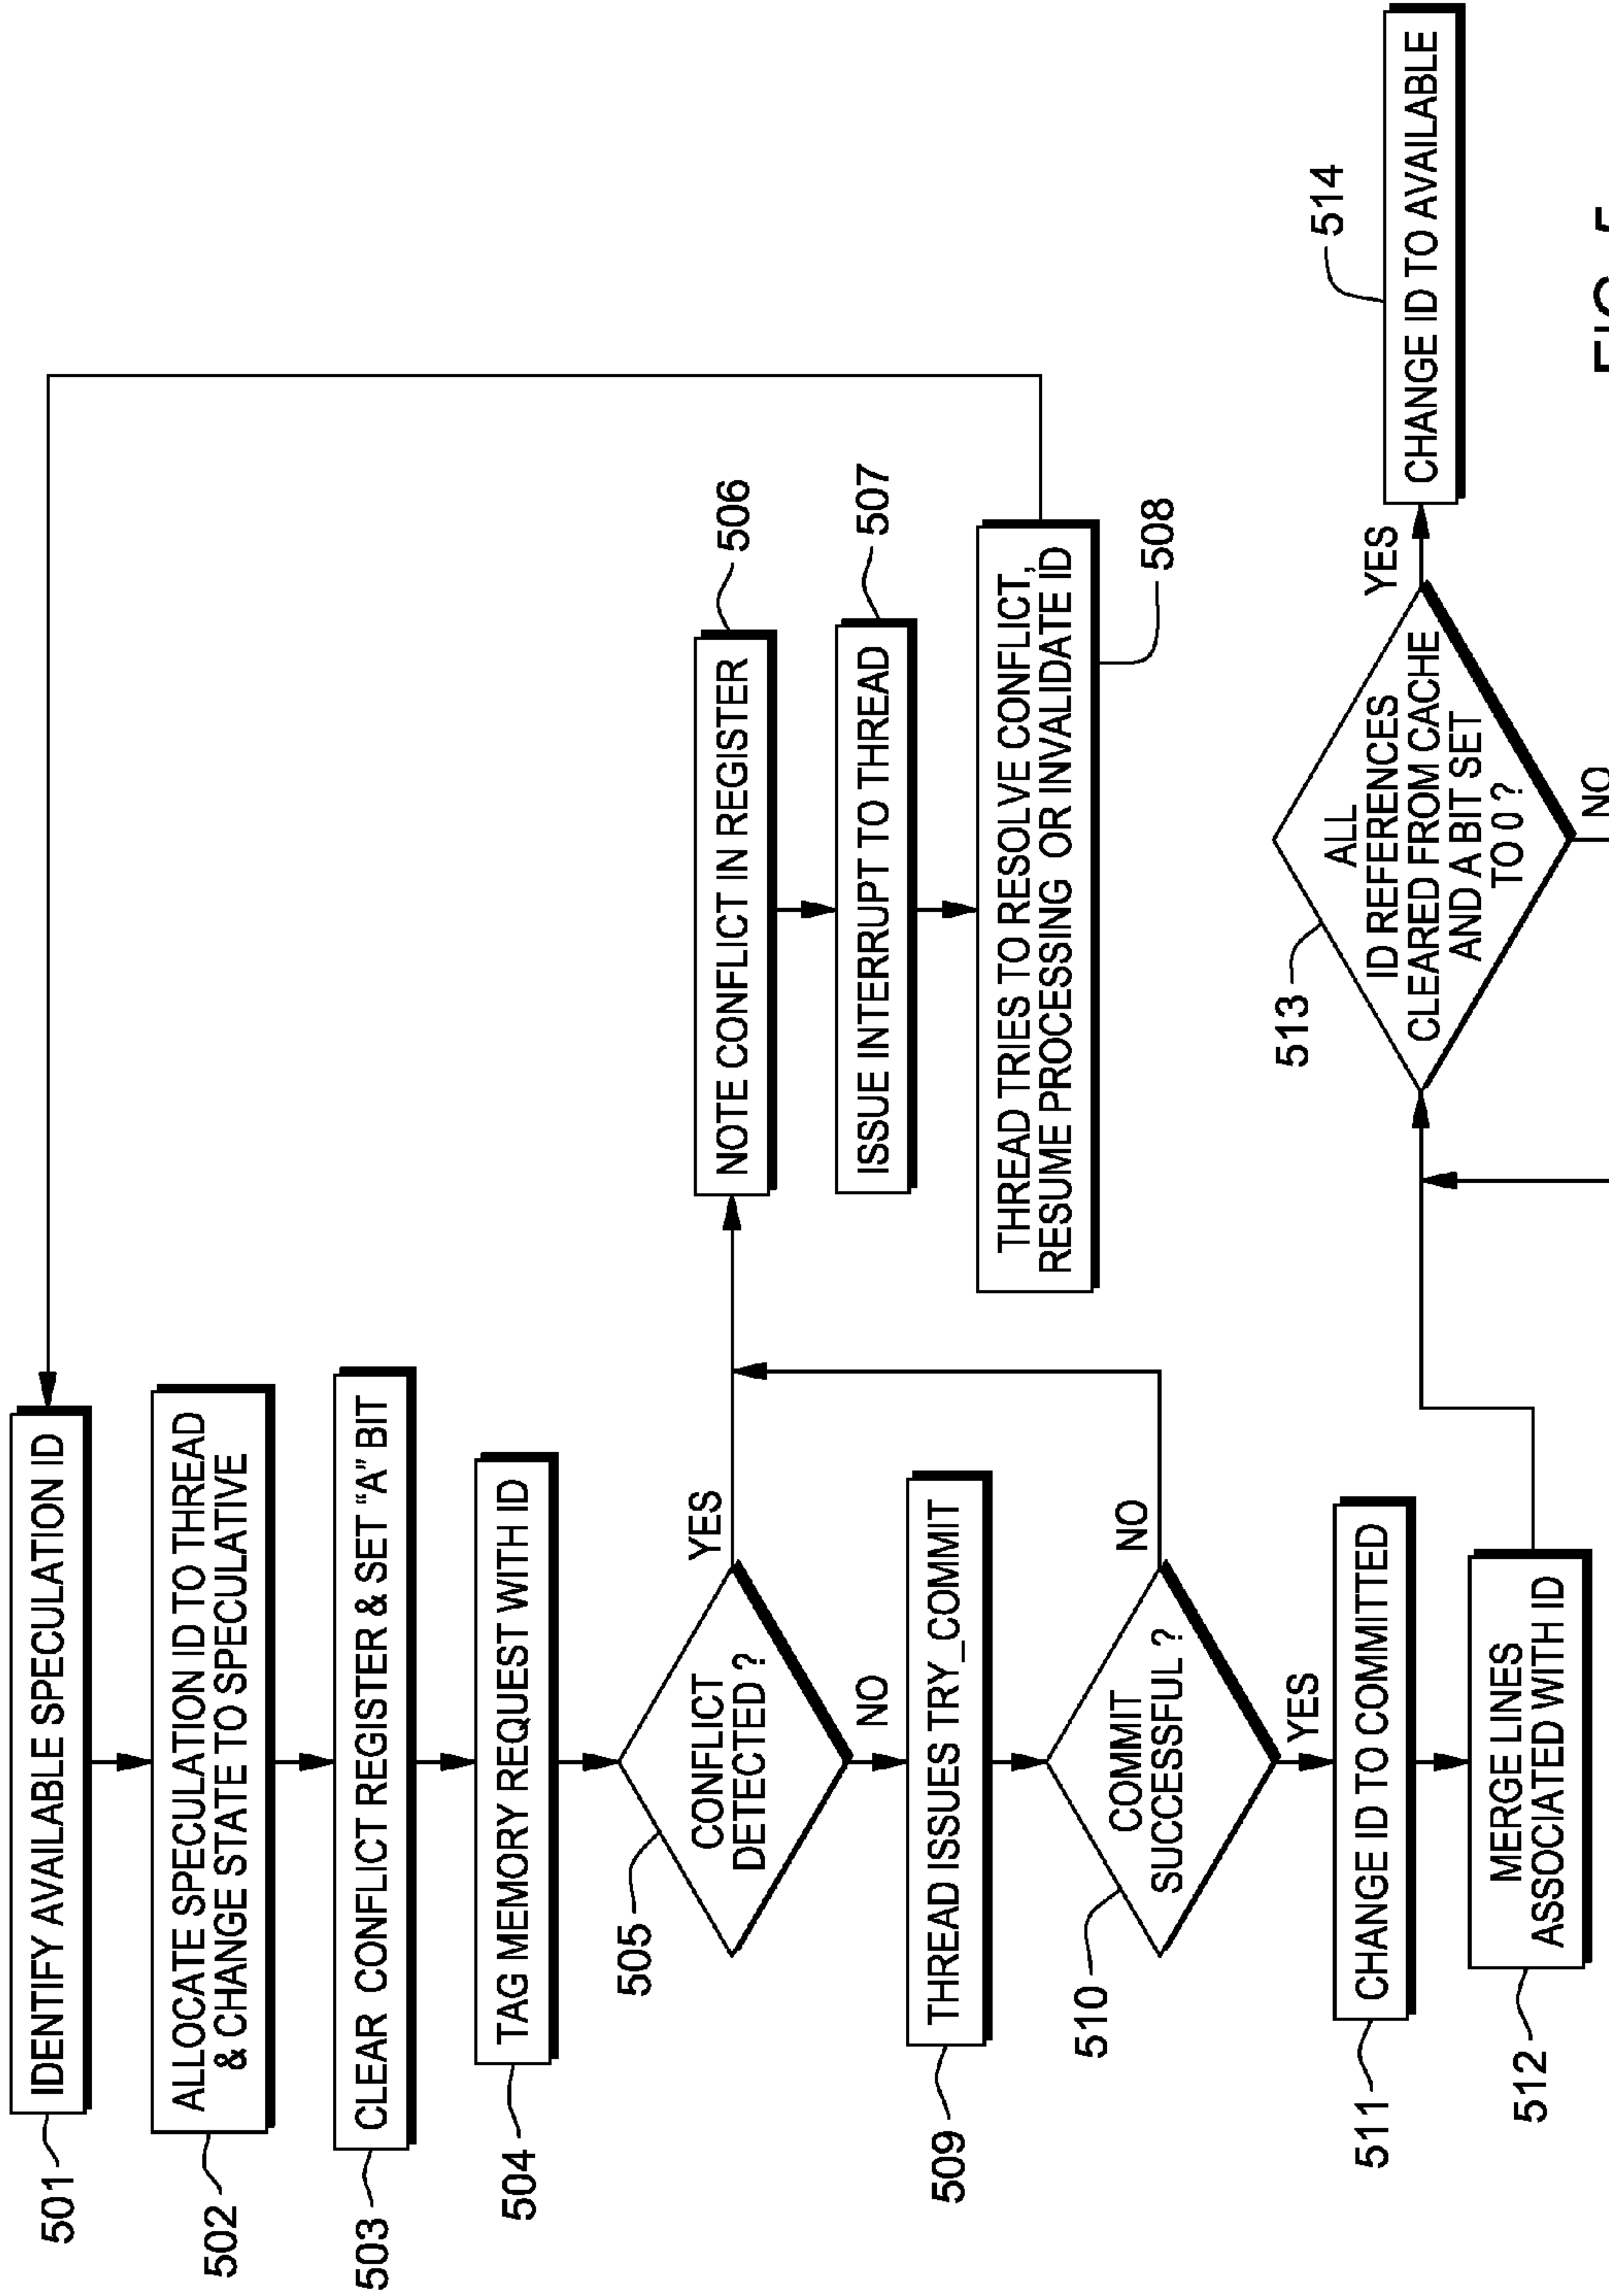 501
IDENTIFY AVAILABLE SPECULATION ID
502
ALLOCATE SPECULATION ID TO THREAD
& CHANGE STATE TO SPECULATIVE
503
CLEAR CONFLICT REGISTER & SET “A” BIT
504
TAG MEMORY REQUEST WITH ID
505
CONFLICT
DETECTED ?
YES
NO
NOTE CONFLICT IN REGISTER
506
ISSUE INTERRUPT TO THREAD
507
THREAD TRIES TO RESOLVE CONFLICT,
RESUME PROCESSING OR INVALIDATE ID
508
509
THREAD ISSUES TRY_COMMIT
510
COMMIT
SUCCESSFUL ?
NO
YES
511
CHANGE ID TO COMMITTED
512
MERGE LINES
ASSOCIATED WITH ID
513
ALL
ID REFERENCES
CLEARED FROM CACHE
AND A BIT SET
TO 0 ?
YES
NO
CHANGE ID TO AVAILABLE
514